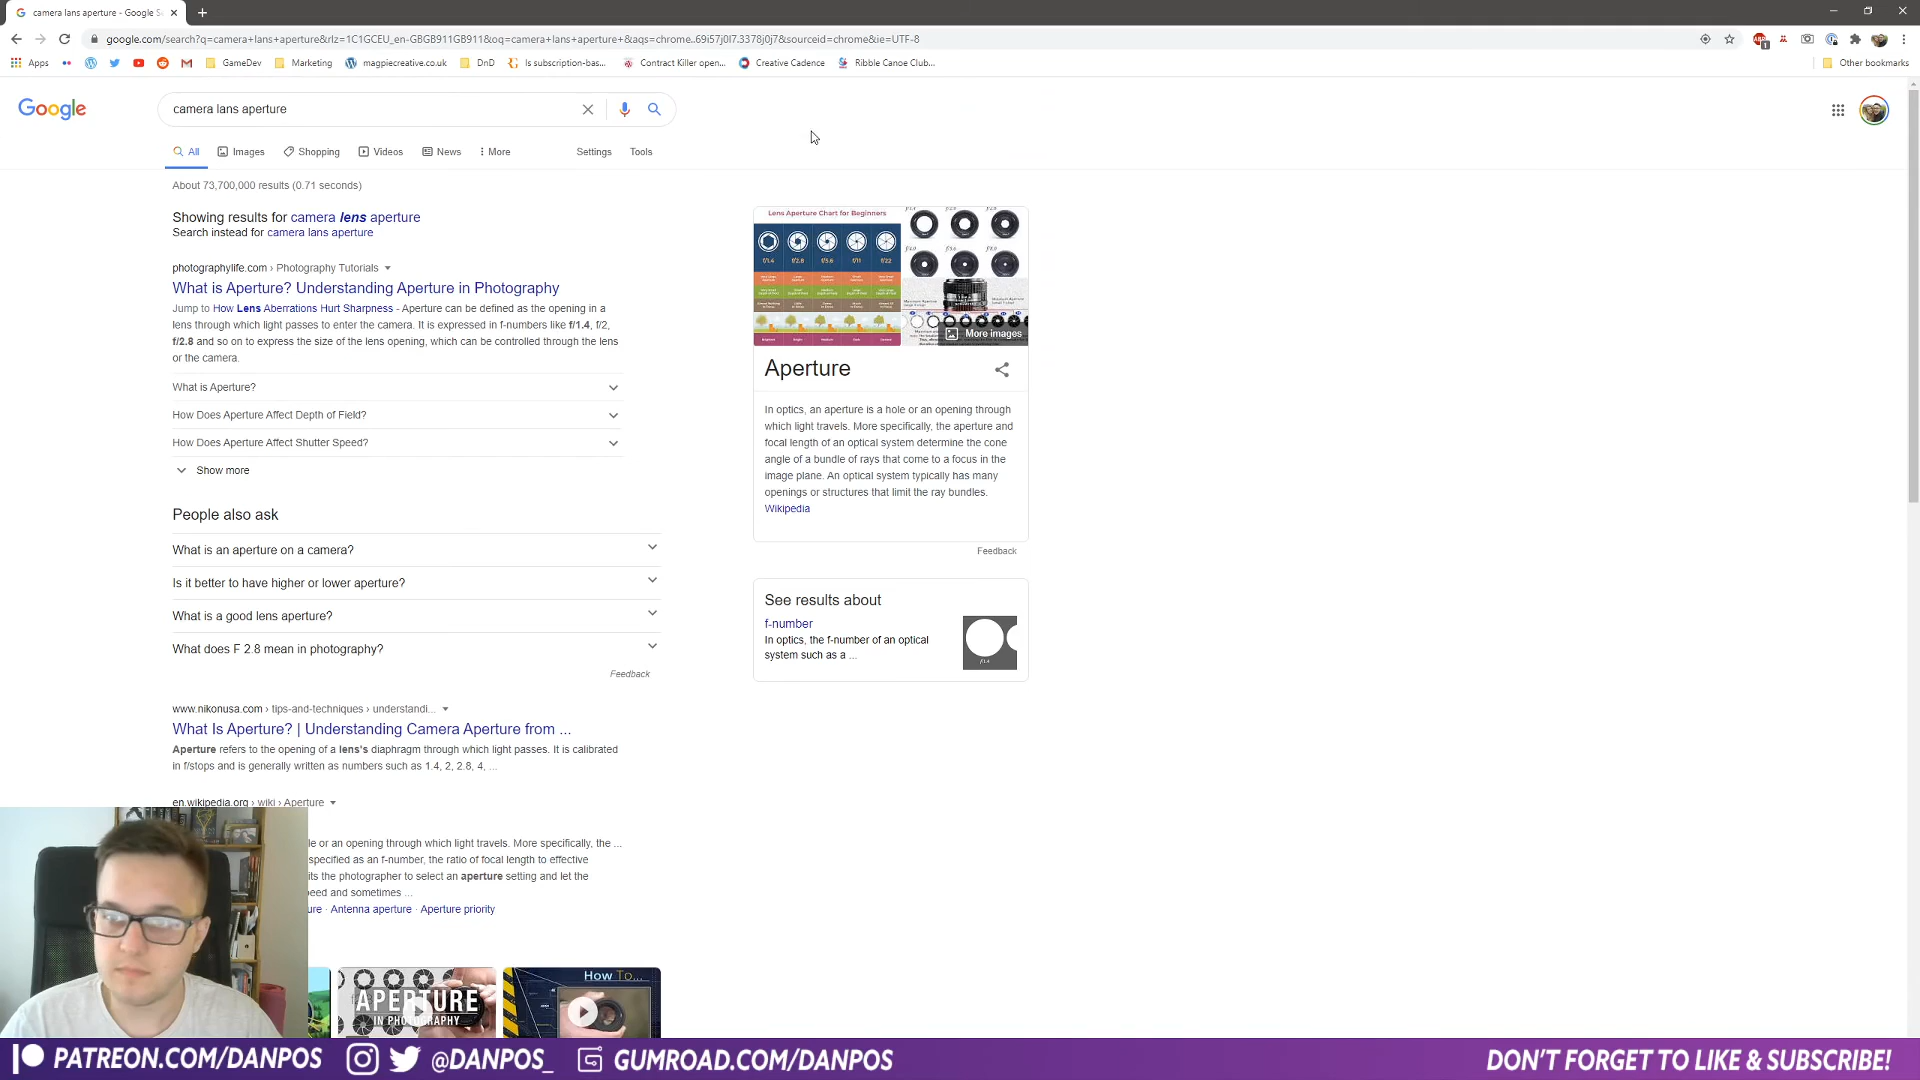 camera lans aperture - Google S
google.com/search?q=camera+lans+aperture&rlz=1C1GCEU_en-GBGB911GB911&oq=camera+lans+aperture+&aqs=chrome..69i57j0l7.3378j0j7&sourceid=chrome&ie=UTF-8
Apps GameDev Marketing magpiecreative.co.uk DnD Is subscription-bas... Contract Killer open... Creative Cadence Ribble Canoe Club... Other bookmarks
Google camera lans aperture
All Images Shopping Videos News More Settings Tools
About 73,700,000 results (0.71 seconds)
Showing results for camera lens aperture
Search instead for camera lans aperture
photographylife.com › Photography Tutorials
What is Aperture? Understanding Aperture in Photography
Jump to How Lens Aberrations Hurt Sharpness - Aperture can be defined as the opening in a
lens through which light passes to enter the camera. It is expressed in f-numbers like f/1.4, f/2,
f/2.8 and so on to express the size of the lens opening, which can be controlled through the lens
or the camera.
What is Aperture?
How Does Aperture Affect Depth of Field?
How Does Aperture Affect Shutter Speed?
Show more
People also ask
What is an aperture on a camera?
Is it better to have higher or lower aperture?
What is a good lens aperture?
What does F 2.8 mean in photography?
Feedback
www.nikonusa.com › tips-and-techniques › understandi...
What Is Aperture? | Understanding Camera Aperture from ...
Aperture refers to the opening of a lens's diaphragm through which light passes. It is calibrated
in f/stops and is generally written as numbers such as 1.4, 2, 2.8, 4, ...
en.wikipedia.org › wiki › Aperture
le or an opening through which light travels. More specifically, the ...
specified as an f-number, the ratio of focal length to effective
its the photographer to select an aperture setting and let the
eed and sometimes ...
ure · Antenna aperture · Aperture priority
APERTURE
IN PHOTOGRAPHY
How To...
Lens Aperture Chart for Beginners
f/1.4 f/2.8 f/5.6 f/11 f/22
More images
Aperture
In optics, an aperture is a hole or an opening through
which light travels. More specifically, the aperture and
focal length of an optical system determine the cone
angle of a bundle of rays that come to a focus in the
image plane. An optical system typically has many
openings or structures that limit the ray bundles.
Wikipedia
Feedback
See results about
f-number
In optics, the f-number of an optical
system such as a ...
f/1.4
PATREON.COM/DANPOS @DANPOS_ GUMROAD.COM/DANPOS DON'T FORGET TO LIKE & SUBSCRIBE!